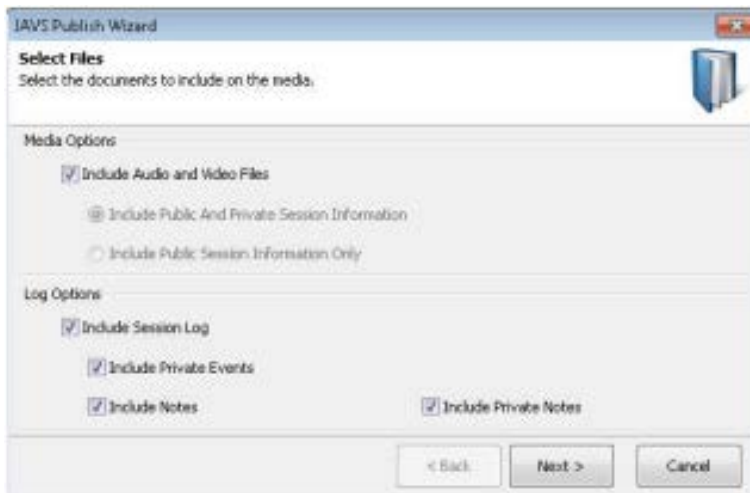 JAVS Publish Wizard
Select Files
Select the documents to include on the media.
Media Options
Include Audio and Video Files
Include Public And Private Session Information
Include Public Session Information Only
Log Options
Include Session Log
Include Private Events
Include Notes Include Private Notes
< Back Next > Cancel